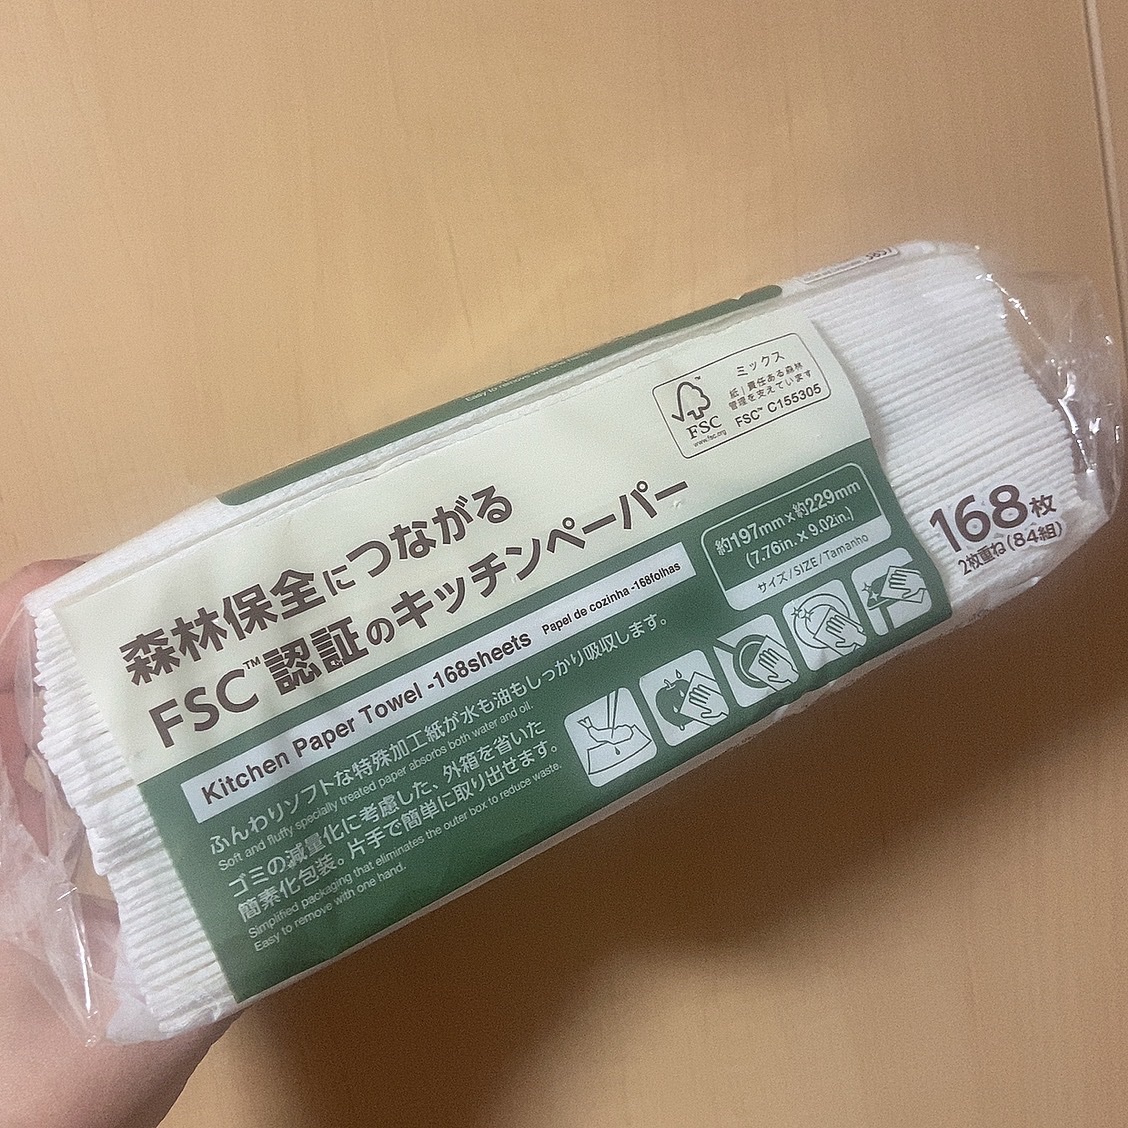 Easy to remove with one hand.
ミックス
紙｜責任ある森林
管理を支えています
FSC™ C155305
FSC
www.fsc.org
森林保全につながる
FSC™認証のキッチンペーパー
Kitchen Paper Towel -168sheets Papel de cozinha -168folhas
ふんわりソフトな特殊加工紙が水も油もしっかり吸収します。
Soft and fluffy specially treated paper absorbs both water and oil.
ゴミの減量化に考慮した、外箱を省いた
簡素化包装。片手で簡単に取り出せます。
Simplified packaging that eliminates the outer box to reduce waste.
Easy to remove with one hand.
約197mm×約229mm
(7.76in. × 9.02in.)
サイズ/SIZE/Tamanho
168枚
2枚重ね(84組)